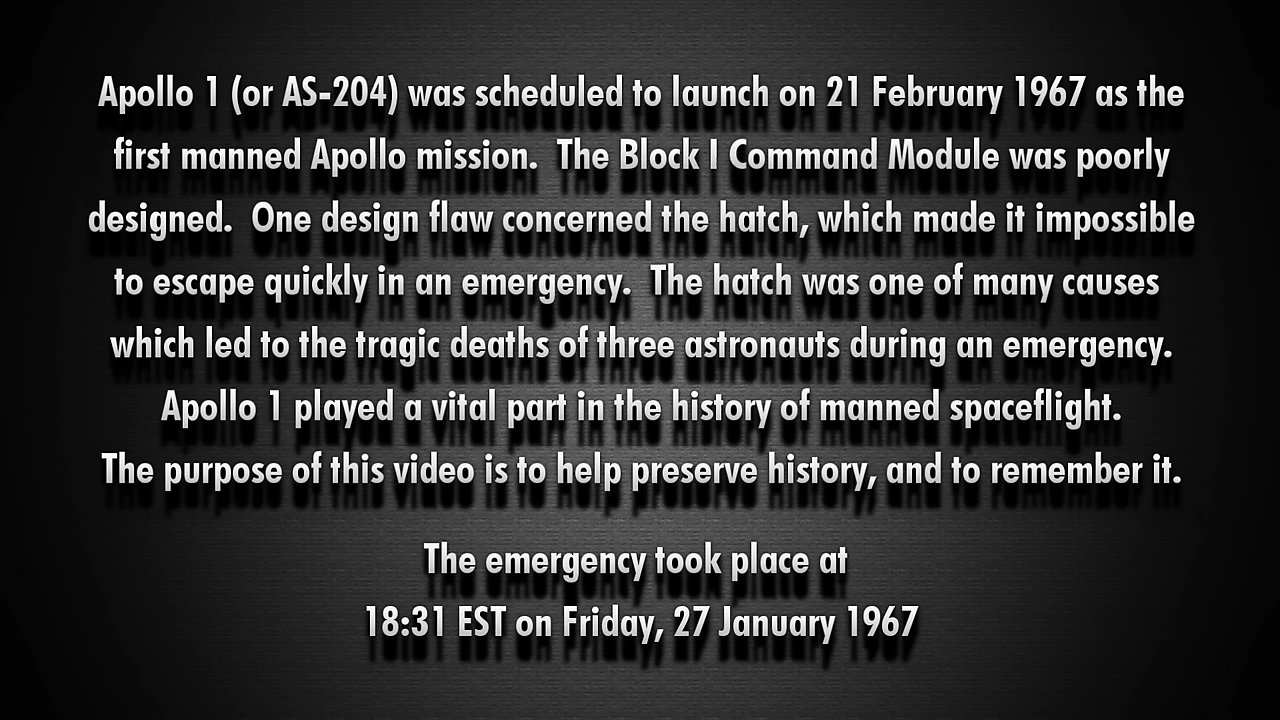 Apollo 1 (or AS-204) was scheduled to launch on 21 February 1967 as the
first manned Apollo mission.  The Block I Command Module was poorly
designed.  One design flaw concerned the hatch, which made it impossible
to escape quickly in an emergency.  The hatch was one of many causes
which led to the tragic deaths of three astronauts during an emergency.
Apollo 1 played a vital part in the history of manned spaceflight.
The purpose of this video is to help preserve history, and to remember it.
The emergency took place at
18:31 EST on Friday, 27 January 1967